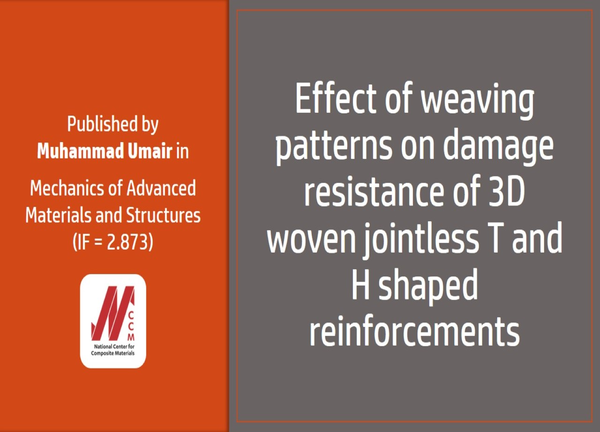 Published by
Muhammad Umair in
Mechanics of Advanced
Materials and Structures
(IF = 2.873)
N
C
C
M
National Center for
Composite Materials
Effect of weaving
patterns on damage
resistance of 3D
woven jointless T and
H shaped
reinforcements